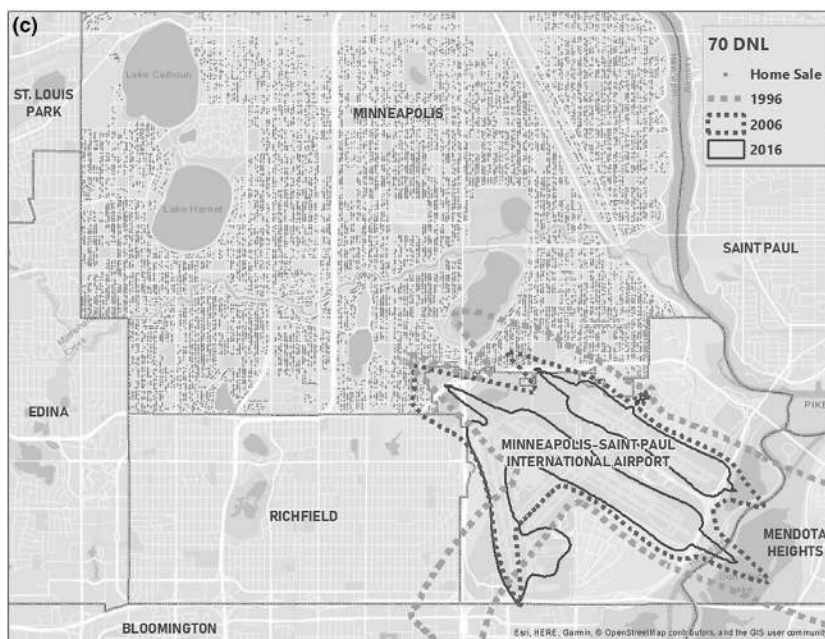 (c)
70 DNL
Home Sale
1996
2006
2016
Lake Calhoun
ST. LOUIS
PARK
MINNEAPOLIS
Lake Harriet
SAINT PAUL
EDINA
PIKE
MINNEAPOLIS–SAINT PAUL
INTERNATIONAL AIRPORT
RICHFIELD
MENDOTA
HEIGHTS
BLOOMINGTON
Esri, HERE, Garmin, © OpenStreetMap contributors, and the GIS user communit